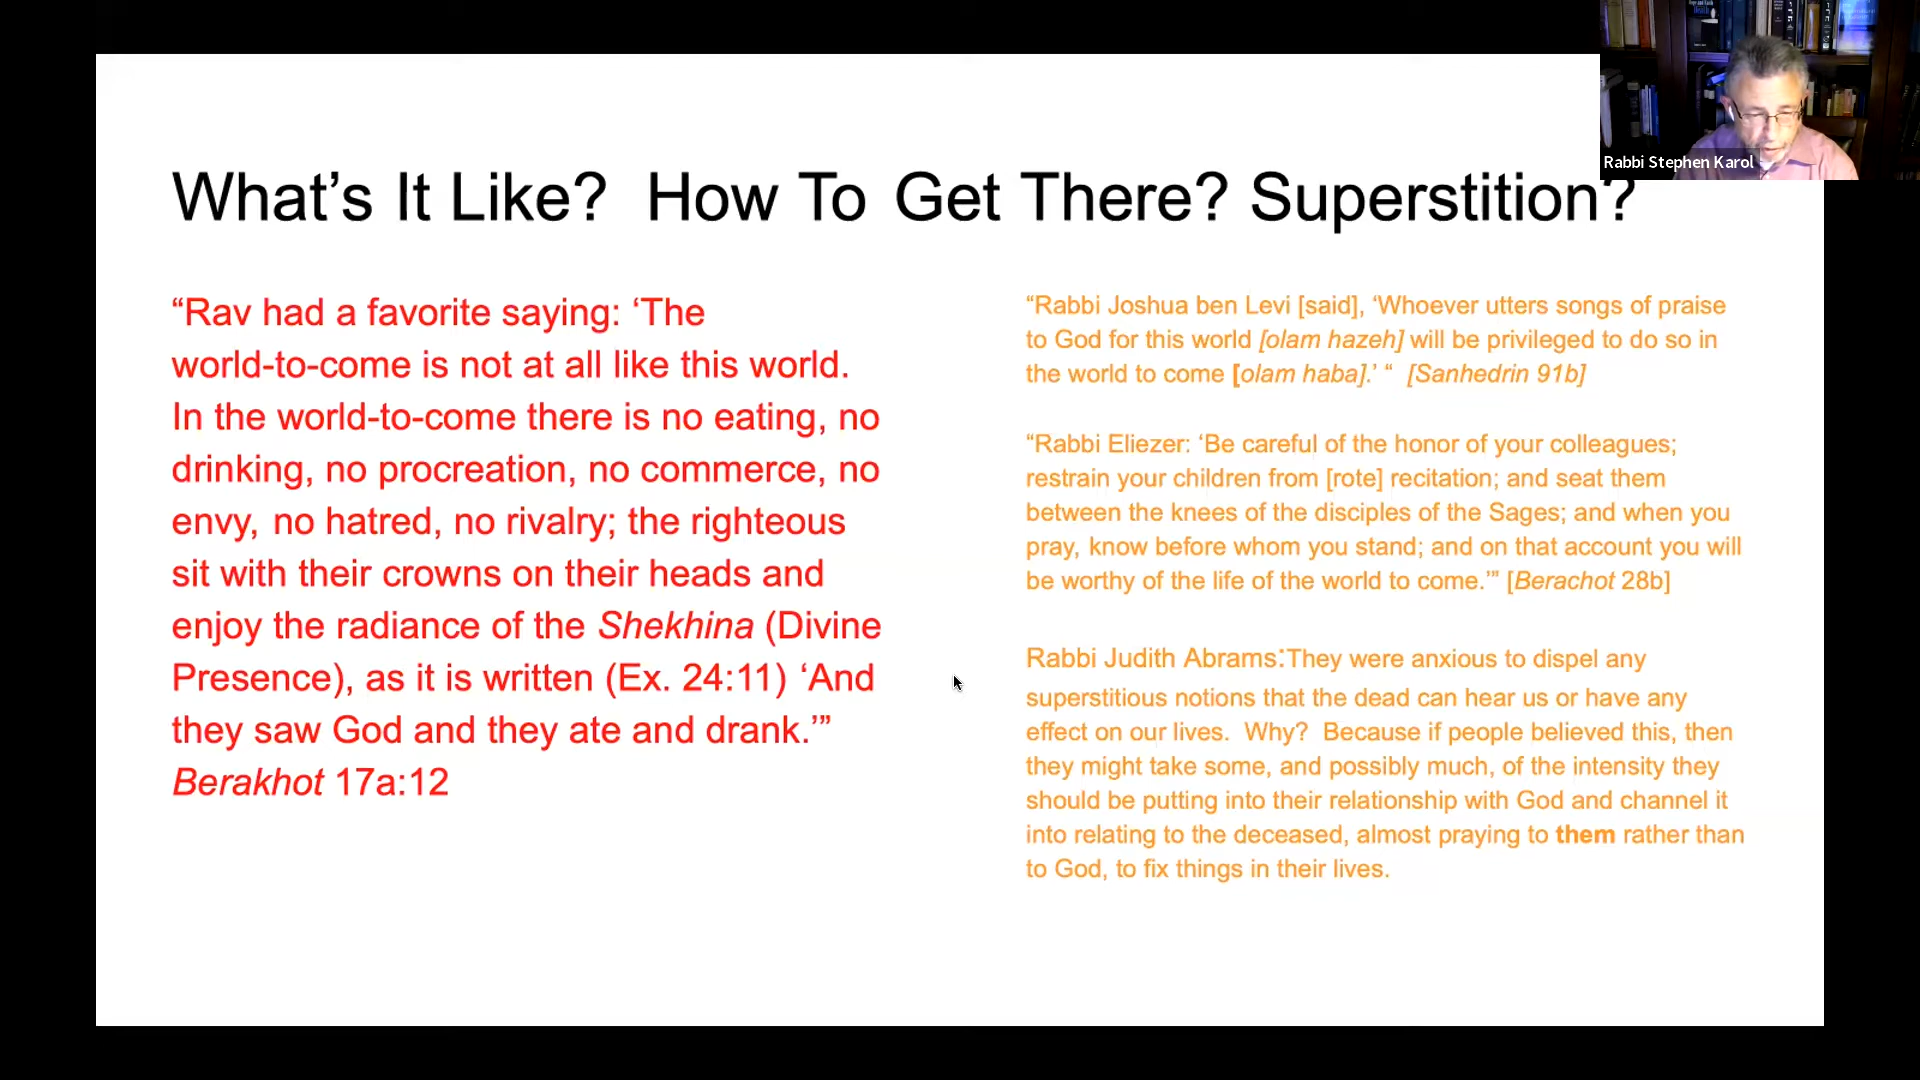 Rabbi Stephen Karol
What’s It Like?  How To Get There? Superstition?
“Rav had a favorite saying: ‘The
world-to-come is not at all like this world.
In the world-to-come there is no eating, no
drinking, no procreation, no commerce, no
envy, no hatred, no rivalry; the righteous
sit with their crowns on their heads and
enjoy the radiance of the Shekhina (Divine
Presence), as it is written (Ex. 24:11) ‘And
they saw God and they ate and drank.’”
Berakhot 17a:12
“Rabbi Joshua ben Levi [said], ‘Whoever utters songs of praise
to God for this world [olam hazeh] will be privileged to do so in
the world to come [olam haba].’ “  [Sanhedrin 91b]
“Rabbi Eliezer: ‘Be careful of the honor of your colleagues;
restrain your children from [rote] recitation; and seat them
between the knees of the disciples of the Sages; and when you
pray, know before whom you stand; and on that account you will
be worthy of the life of the world to come.’” [Berachot 28b]
Rabbi Judith Abrams:They were anxious to dispel any
superstitious notions that the dead can hear us or have any
effect on our lives.  Why?  Because if people believed this, then
they might take some, and possibly much, of the intensity they
should be putting into their relationship with God and channel it
into relating to the deceased, almost praying to them rather than
to God, to fix things in their lives.